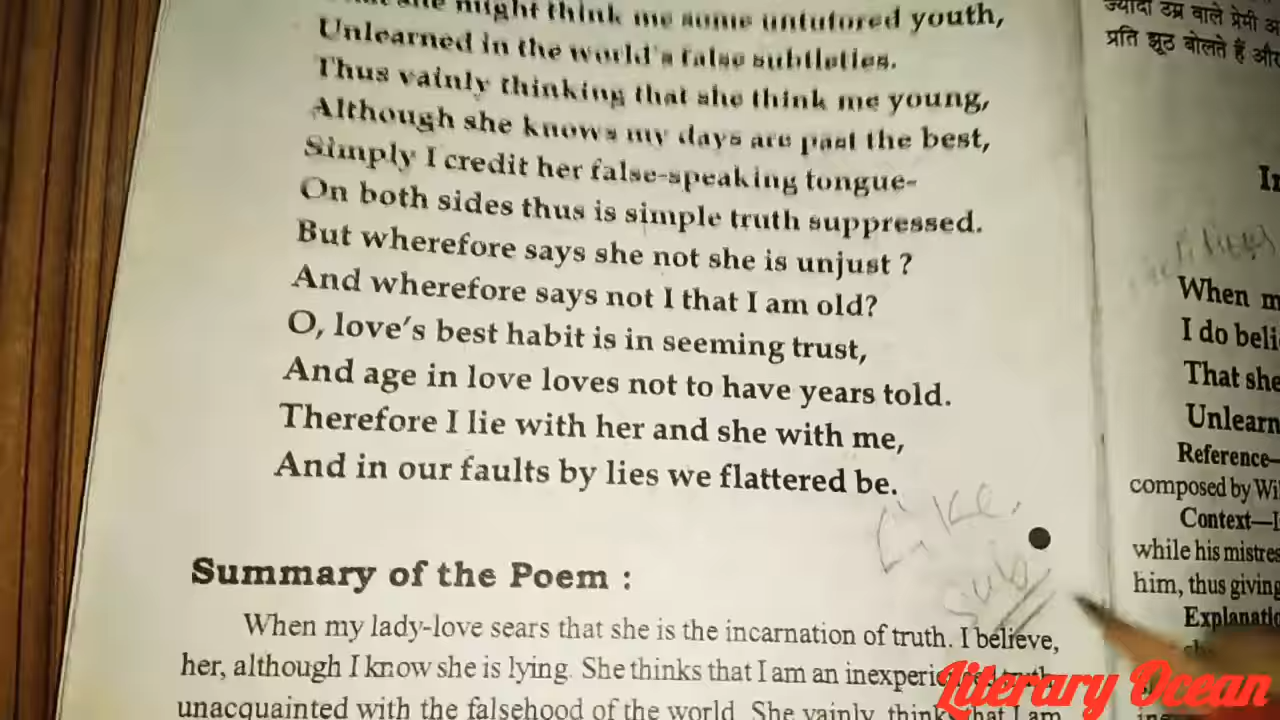 she might think me some untutored youth,
Unlearned in the world's false subtleties.
Thus vainly thinking that she think me young,
Although she knows my days are past the best,
Simply I credit her false-speaking tongue-
On both sides thus is simple truth suppressed.
But wherefore says she not she is unjust ?
And wherefore says not I that I am old?
O, love's best habit is in seeming trust,
And age in love loves not to have years told.
Therefore I lie with her and she with me,
And in our faults by lies we flattered be.
Like.
Sub
Summary of the Poem :
When my lady-love sears that she is the incarnation of truth. I believe,
her, although I know she is lying. She thinks that I am an
unacquainted with the falsehood of the world. She vainly, think that I am
ज्यादा उम्र वाले प्रेमी
प्रति झूठ बोलते हैं और
When m
I do beli
That she
Unlearn
Reference—
composed by Wi
Context—I
while his mistres
him, thus giving
Explanati
Literary Ocean